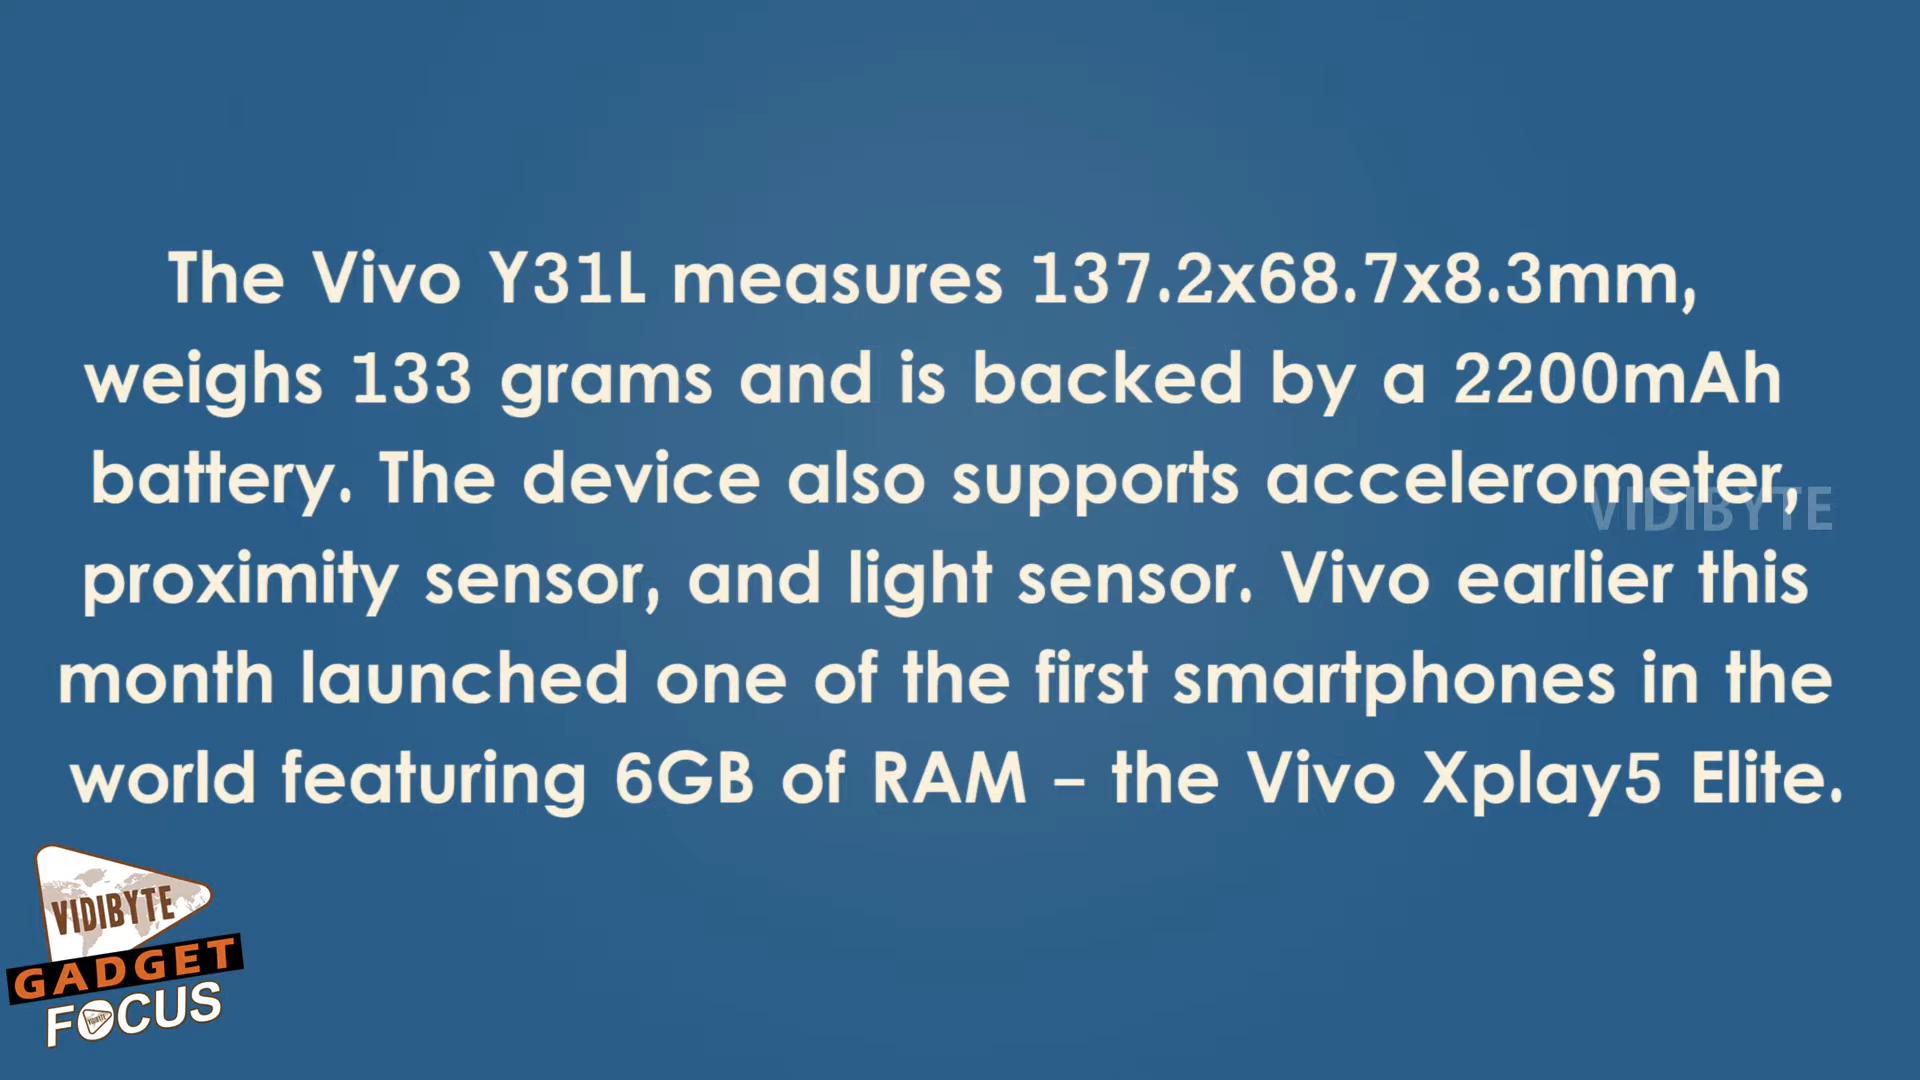 The Vivo Y31L measures 137.2x68.7x8.3mm,
weighs 133 grams and is backed by a 2200mAh
battery. The device also supports accelerometer,
VIDIBYTE
proximity sensor, and light sensor. Vivo earlier this
month launched one of the first smartphones in the
world featuring 6GB of RAM – the Vivo Xplay5 Elite.
VIDIBYTE
GADGET
FOCUS